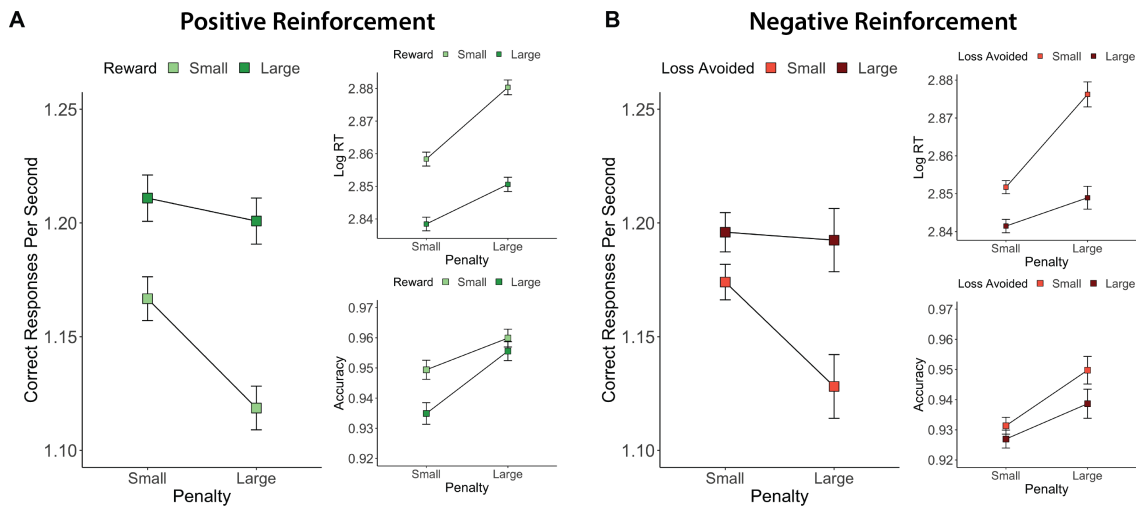 A
Positive Reinforcement
Reward Small Large
Correct Responses Per Second
1.25
1.20
1.15
1.10
Small Large
Penalty
Reward Small Large
Log RT
2.88
2.87
2.86
2.85
2.84
Small Large
Penalty
Reward Small Large
Accuracy
0.97
0.96
0.95
0.94
0.93
0.92
Small Large
Penalty
B
Negative Reinforcement
Loss Avoided Small Large
Correct Responses Per Second
1.25
1.20
1.15
1.10
Small Large
Penalty
Loss Avoided Small Large
Log RT
2.88
2.87
2.86
2.85
2.84
Small Large
Penalty
Loss Avoided Small Large
Accuracy
0.97
0.96
0.95
0.94
0.93
0.92
Small Large
Penalty